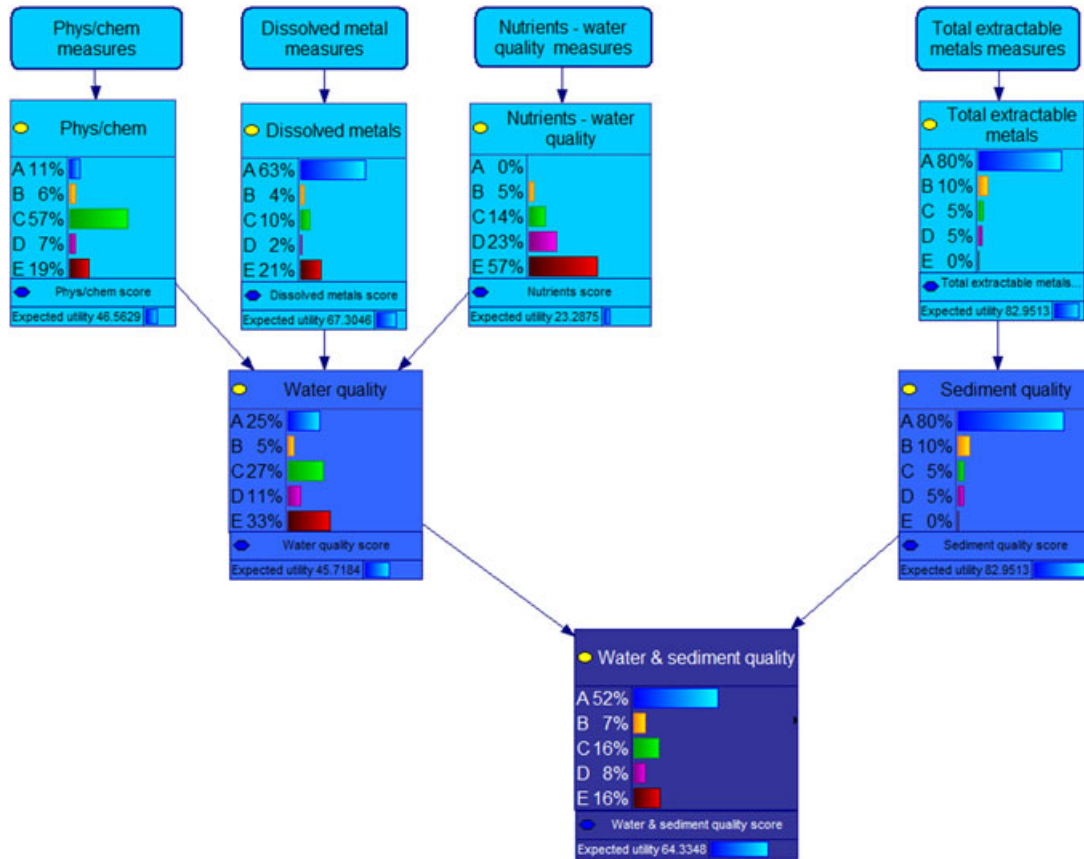 Phys/chem
measures
Dissolved metal
measures
Nutrients - water
quality measures
Total extractable
metals measures
Phys/chem
A 11%
B 6%
C 57%
D 7%
E 19%
Phys/chem score
Expected utility 46.5629
Dissolved metals
A 63%
B 4%
C 10%
D 2%
E 21%
Dissolved metals score
Expected utility 67.3046
Nutrients - water
quality
A 0%
B 5%
C 14%
D 23%
E 57%
Nutrients score
Expected utility 23.2875
Total extractable
metals
A 80%
B 10%
C 5%
D 5%
E 0%
Total extractable metals...
Expected utility 82.9513
Water quality
A 25%
B 5%
C 27%
D 11%
E 33%
Water quality score
Expected utility 45.7184
Sediment quality
A 80%
B 10%
C 5%
D 5%
E 0%
Sediment quality score
Expected utility 82.9513
Water & sediment quality
A 52%
B 7%
C 16%
D 8%
E 16%
Water & sediment quality score
Expected utility 64.3348